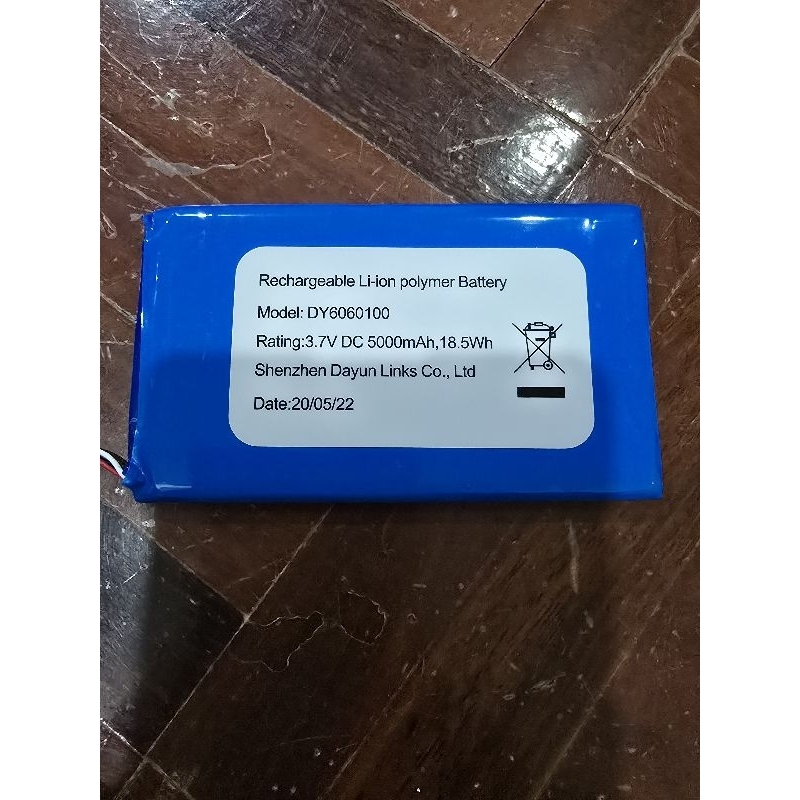 Rechargeable Li-ion polymer Battery
Model: DY6060100
Rating:3.7V DC 5000mAh,18.5Wh
Shenzhen Dayun Links Co., Ltd
Date:20/05/22